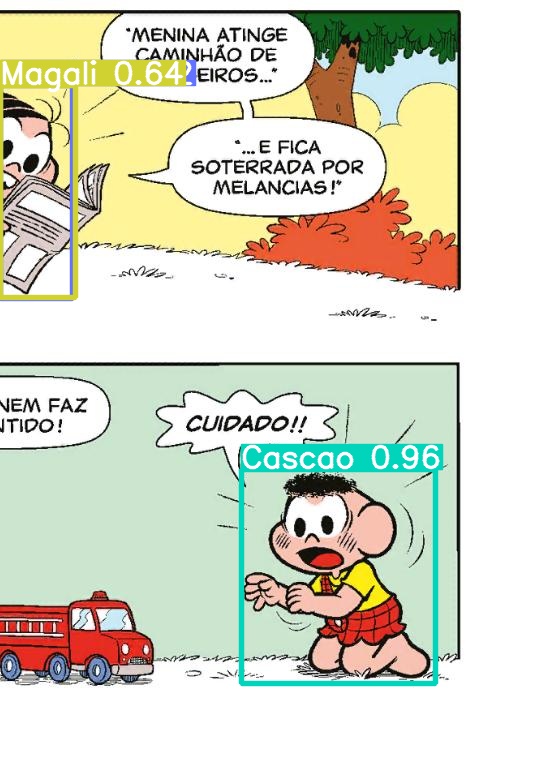 "MENINA ATINGE
CAMINHÃO DE
EIROS..."
Magali 0.64
"...E FICA
SOTERRADA POR
MELANCIAS!"
NEM FAZ
NTIDO!
CUIDADO!!
Cascao 0.96